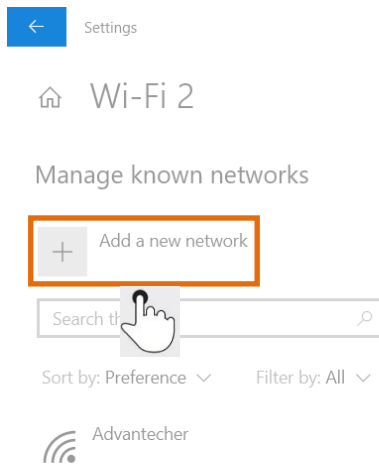 Settings
Wi-Fi 2
Manage known networks
Add a new network
Search th
Sort by: Preference Filter by: All
Advantecher